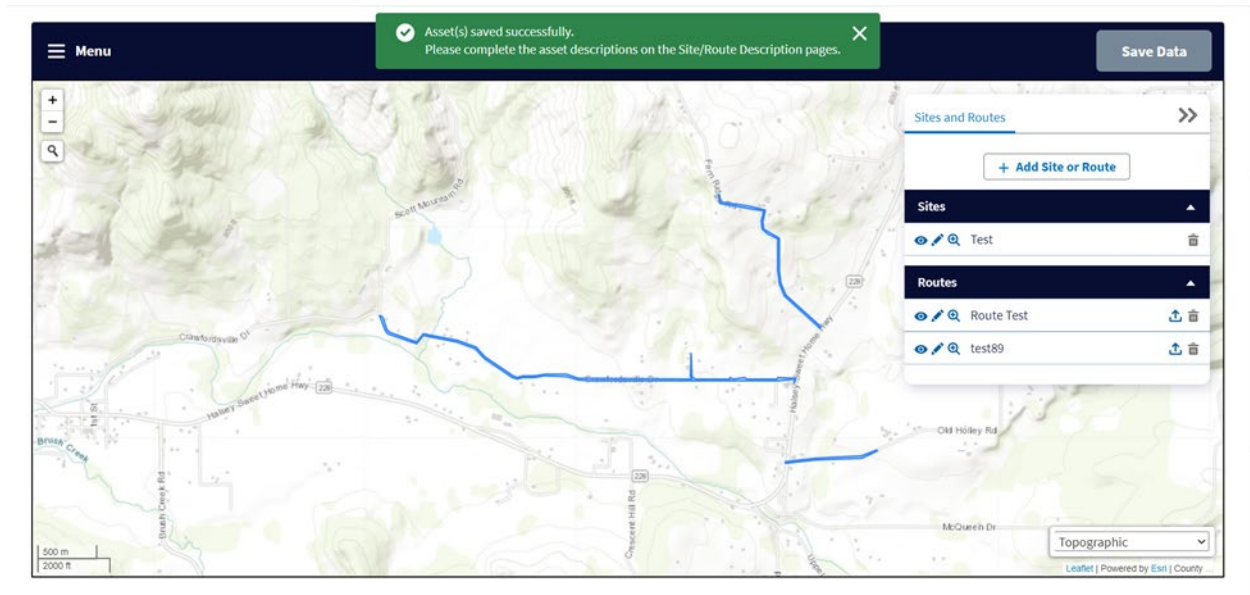 Asset(s) saved successfully.
Please complete the asset descriptions on the Site/Route Description pages.
Menu
Save Data
+
−
Sites and Routes
+ Add Site or Route
Sites
Test
Routes
Route Test
test89
Fern Ridge Rd
Scott Mountain Rd
228
Crawfordsville Dr
Halsey Sweet Home Hwy
228
Crawfordsville Dr
Halsey Sweet Home Hwy
1st St
Brush Creek
Old Holley Rd
228
Brush Creek Rd
Crescent Hill Rd
McQueen Dr
Topographic
500 m
2000 ft
Leaflet | Powered by Esri | County ...